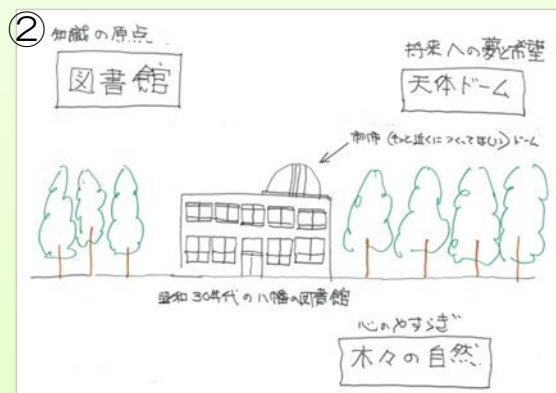 ②
知識の原点
図書館
将来への夢と希望
天体ドーム
(もっと近くにつくってほしい)ドーム
昭和30年代の八幡の図書館
心のやすらぎ
木々の自然